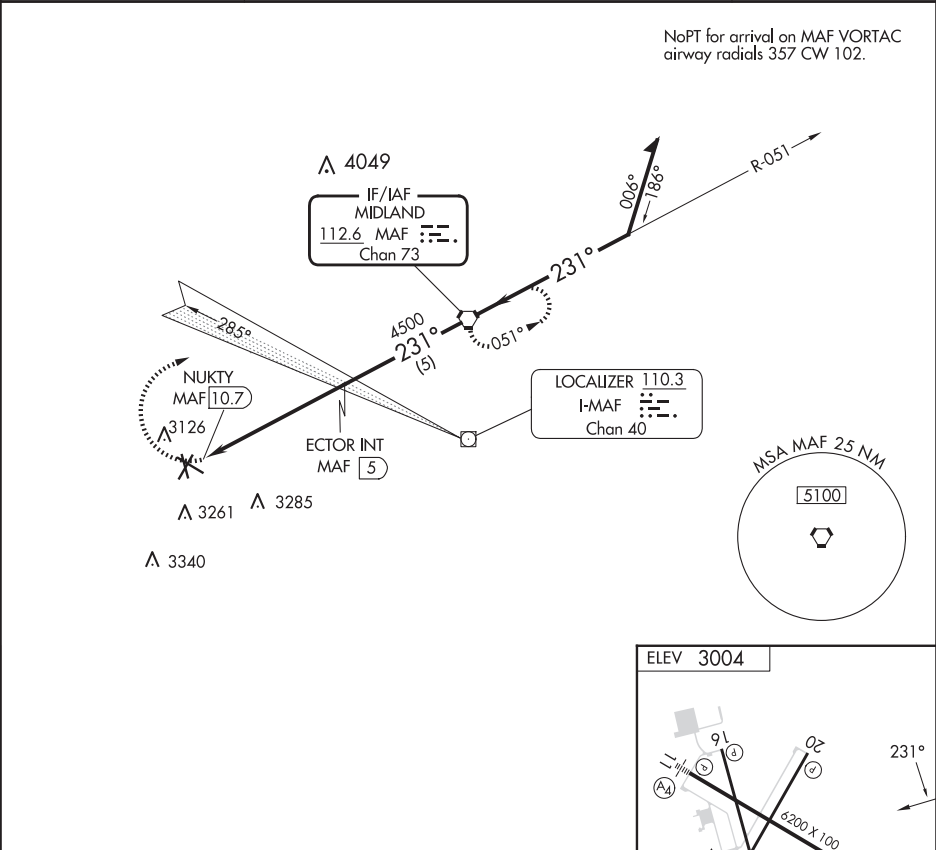 NoPT for arrival on MAF VORTAC
airway radials 357 CW 102.
4049
IF/IAF
MIDLAND
112.6 MAF
Chan 73
006°
186°
R-051
231°
4500
231°
(5)
051°
285°
NUKTY
MAF 10.7
3126
ECTOR INT
MAF 5
LOCALIZER 110.3
I-MAF
Chan 40
3261
3285
3340
MSA MAF 25 NM
5100
ELEV 3004
11
16
20
P
P
P
A4
231°
6200 X 100